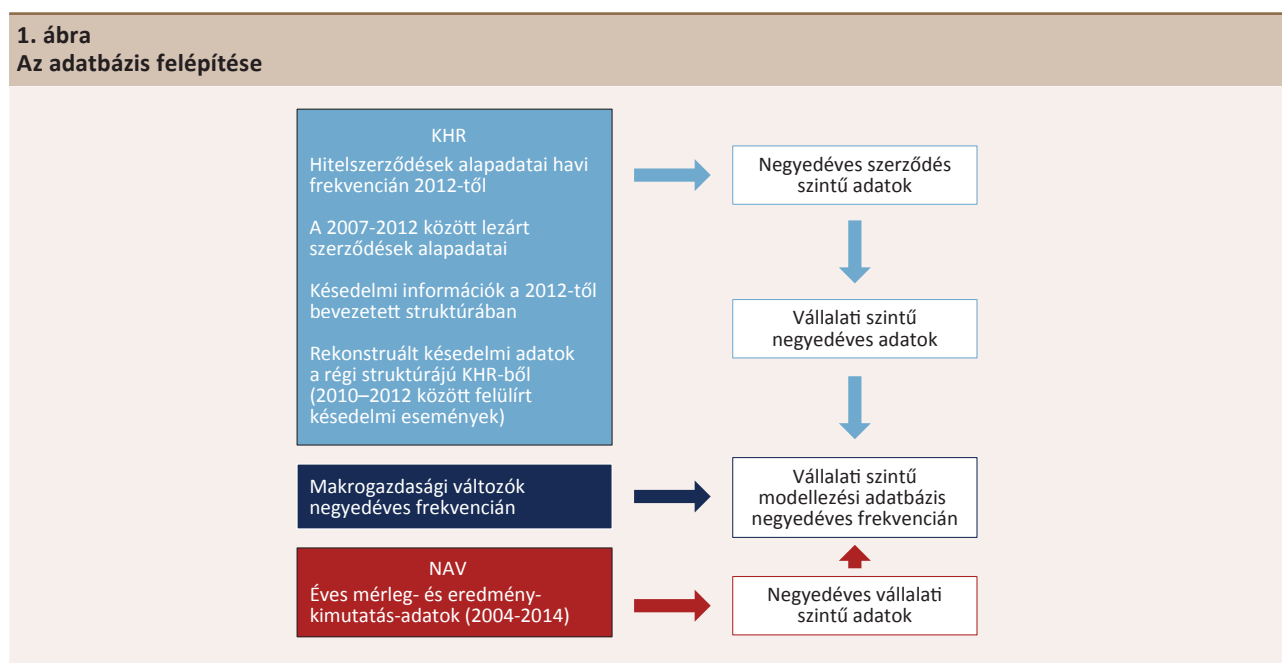 1. ábra
Az adatbázis felépítése
KHR
Hitelszerződések alapadatai havi
frekvencián 2012-től
A 2007-2012 között lezárt
szerződések alapadatai
Késedelmi információk a 2012-től
bevezetett struktúrában
Rekonstruált késedelmi adatok
a régi struktúrájú KHR-ből
(2010–2012 között felülírt
késedelmi események)
Negyedéves szerződés
szintű adatok
Vállalati szintű
negyedéves adatok
Makrogazdasági változók
negyedéves frekvencián
Vállalati szintű
modellezési adatbázis
negyedéves frekvencián
NAV
Éves mérleg- és eredmény-
kimutatás-adatok (2004-2014)
Negyedéves vállalati
szintű adatok